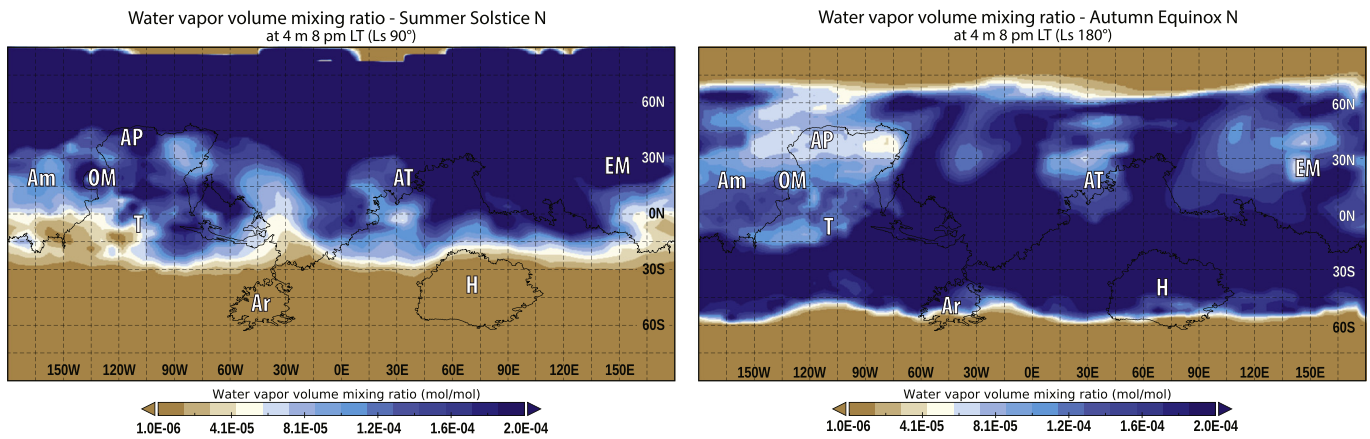 Water vapor volume mixing ratio - Summer Solstice N
at 4 m 8 pm LT (Ls 90°)
60N
AP
30N
EM
Am
OM
AT
0N
T
30S
H
Ar
60S
150W 120W 90W 60W 30W 0E 30E 60E 90E 120E 150E
Water vapor volume mixing ratio (mol/mol)
1.0E-06 4.1E-05 8.1E-05 1.2E-04 1.6E-04 2.0E-04
Water vapor volume mixing ratio - Autumn Equinox N
at 4 m 8 pm LT (Ls 180°)
60N
AP
30N
EM
Am
OM
AT
0N
T
30S
H
Ar
60S
150W 120W 90W 60W 30W 0E 30E 60E 90E 120E 150E
Water vapor volume mixing ratio (mol/mol)
1.0E-06 4.1E-05 8.1E-05 1.2E-04 1.6E-04 2.0E-04